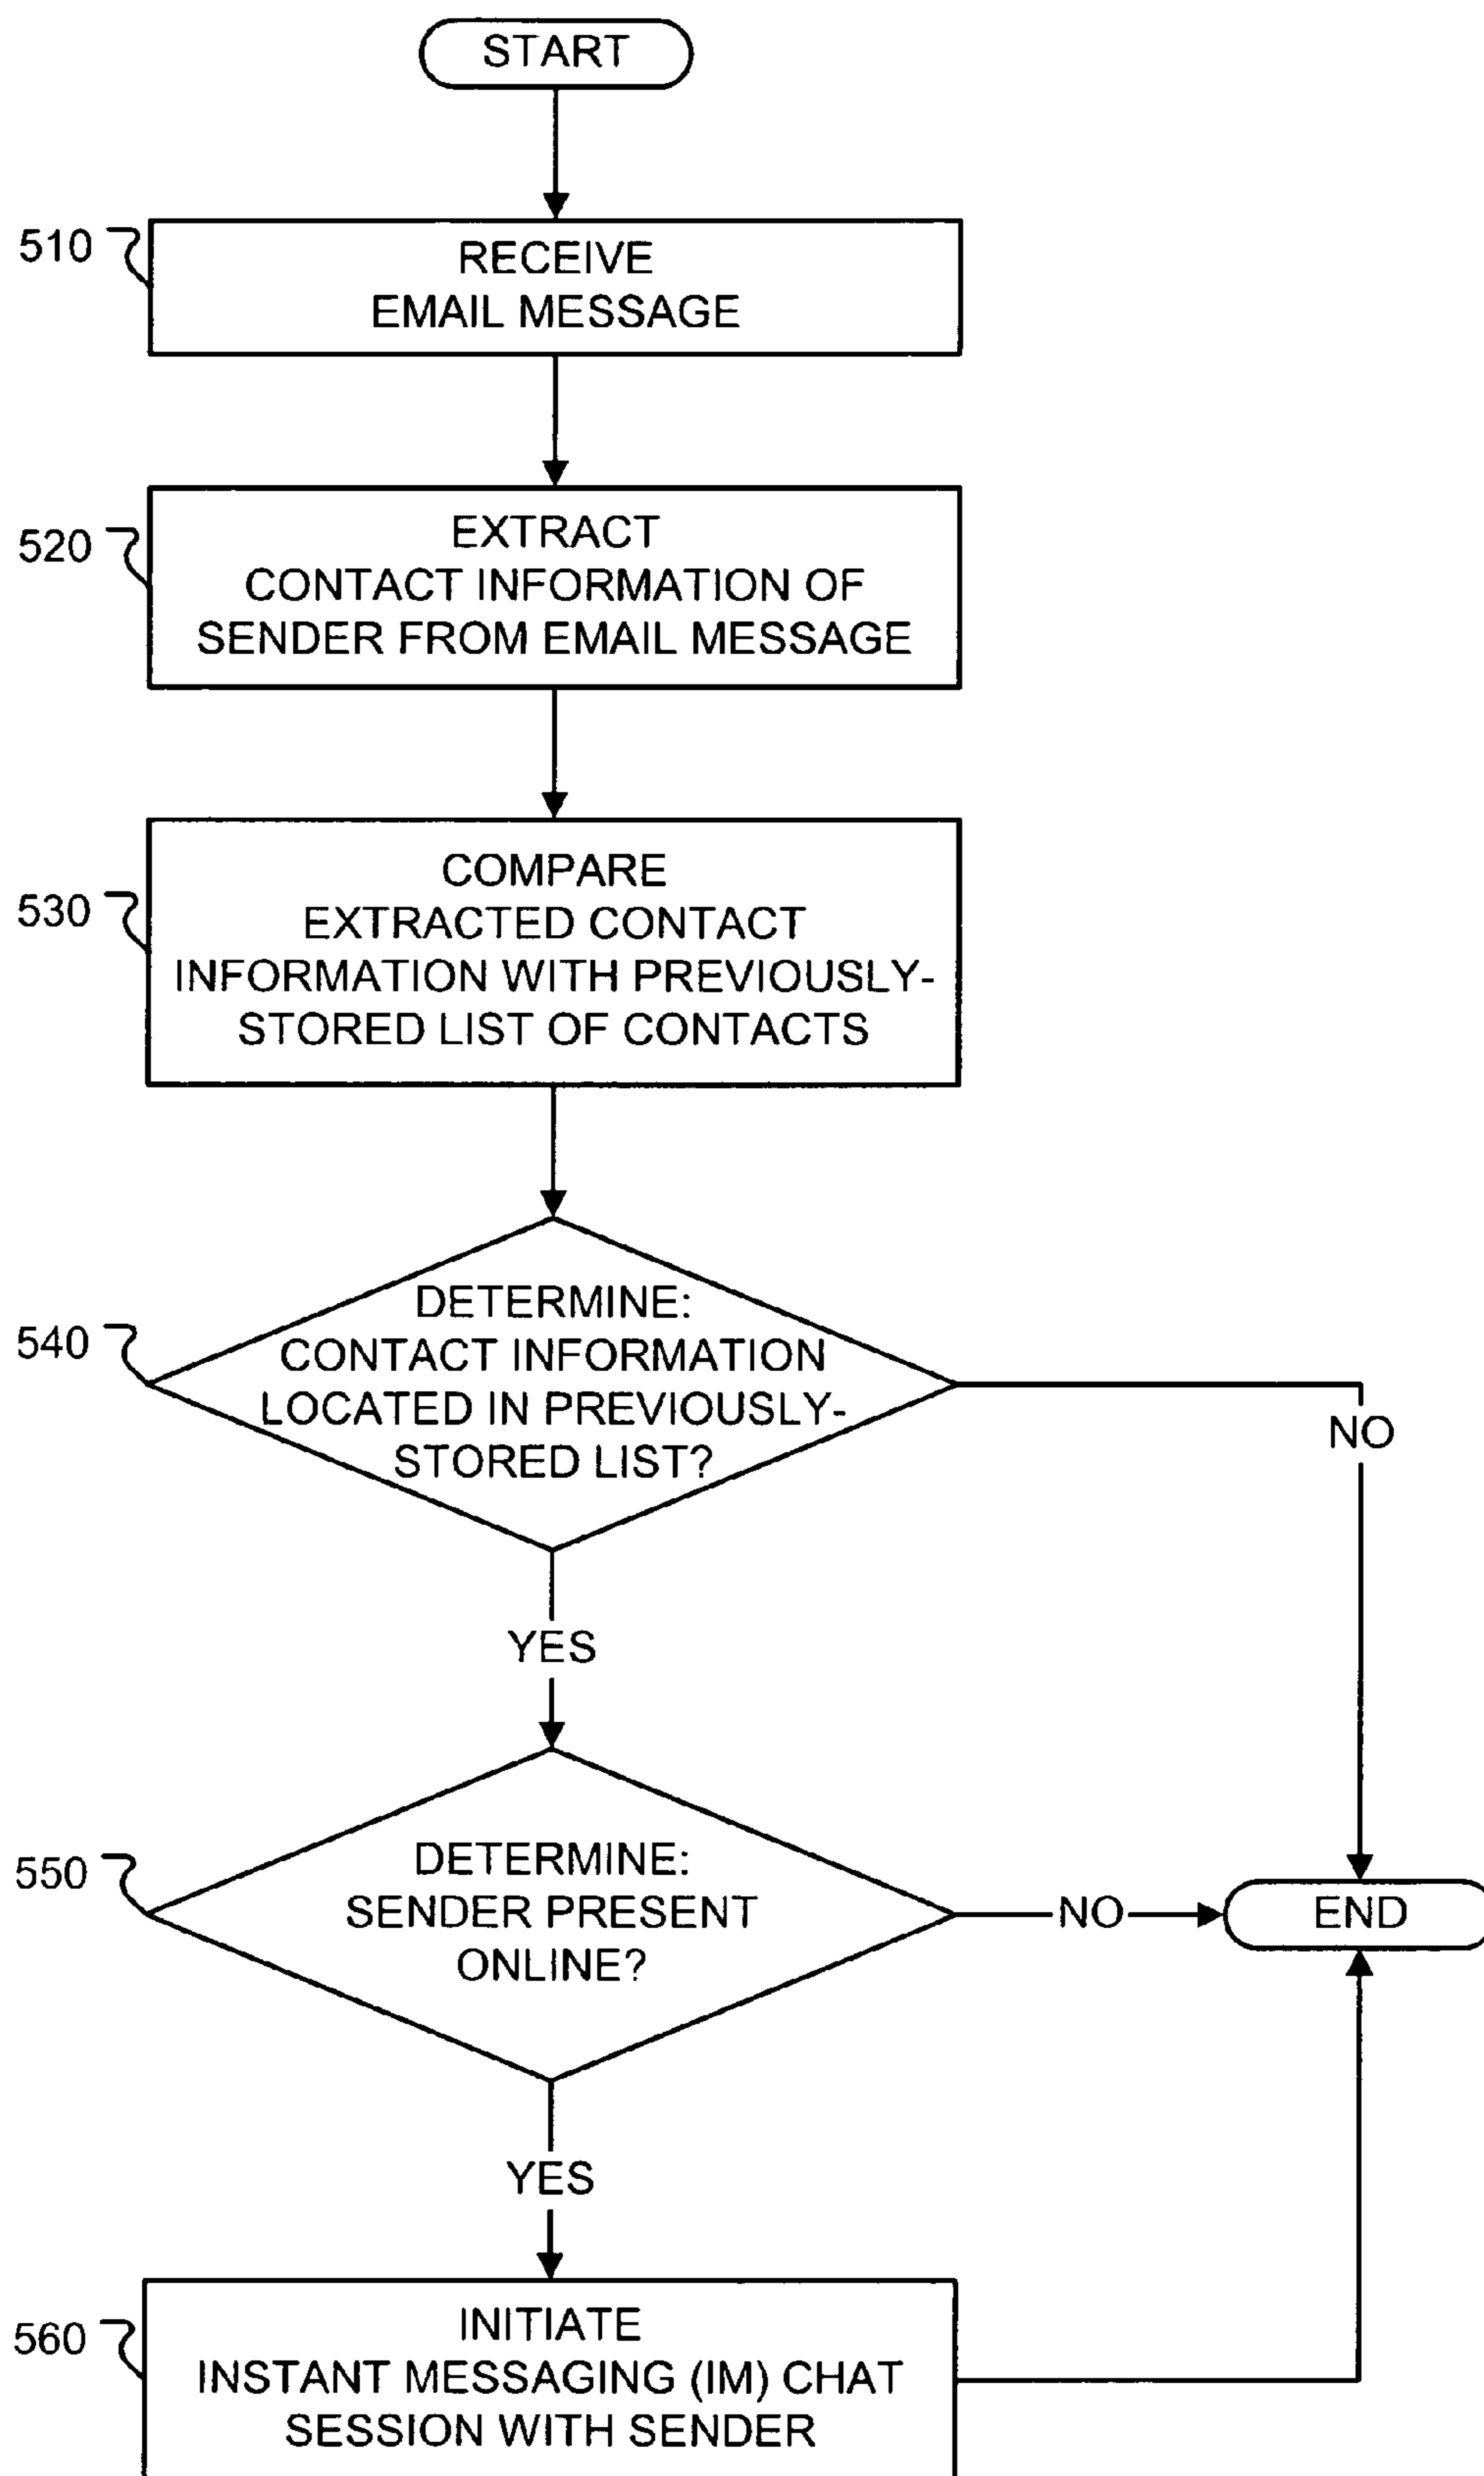 START
510
RECEIVE
EMAIL MESSAGE
520
EXTRACT
CONTACT INFORMATION OF
SENDER FROM EMAIL MESSAGE
530
COMPARE
EXTRACTED CONTACT
INFORMATION WITH PREVIOUSLY-
STORED LIST OF CONTACTS
540
DETERMINE:
CONTACT INFORMATION
LOCATED IN PREVIOUSLY-
STORED LIST?
NO
YES
550
DETERMINE:
SENDER PRESENT
ONLINE?
NO
END
YES
560
INITIATE
INSTANT MESSAGING (IM) CHAT
SESSION WITH SENDER